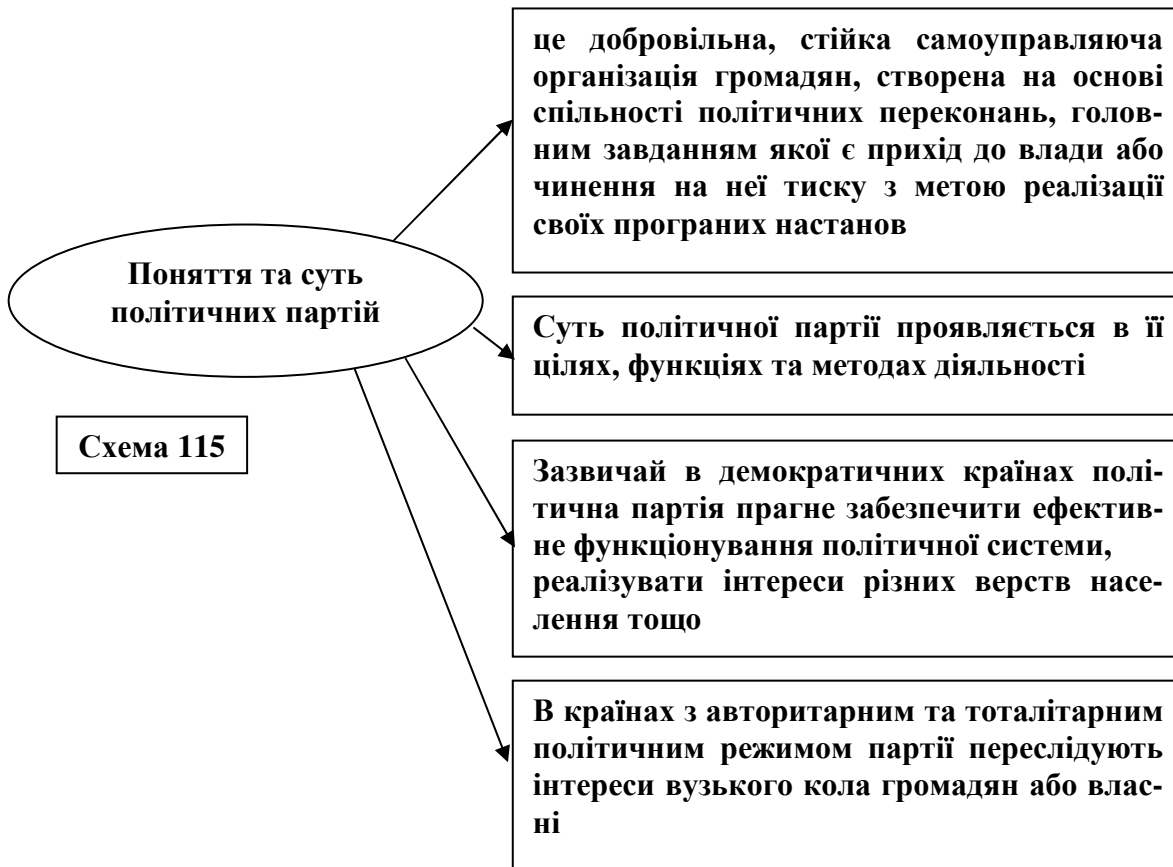 це добровільна, стійка самоуправляюча
організація громадян, створена на основі
спільності політичних переконань, голов-
ним завданням якої є прихід до влади або
чинення на неї тиску з метою реалізації
своїх програних настанов
Поняття та суть
політичних партій
Суть політичної партії проявляється в її
цілях, функціях та методах діяльності
Схема 115
Зазвичай в демократичних країнах полі-
тична партія прагне забезпечити ефектив-
не функціонування політичної системи,
реалізувати інтереси різних верств насе-
лення тощо
В країнах з авторитарним та тоталітарним
політичним режимом партії переслідують
інтереси вузького кола громадян або влас-
ні